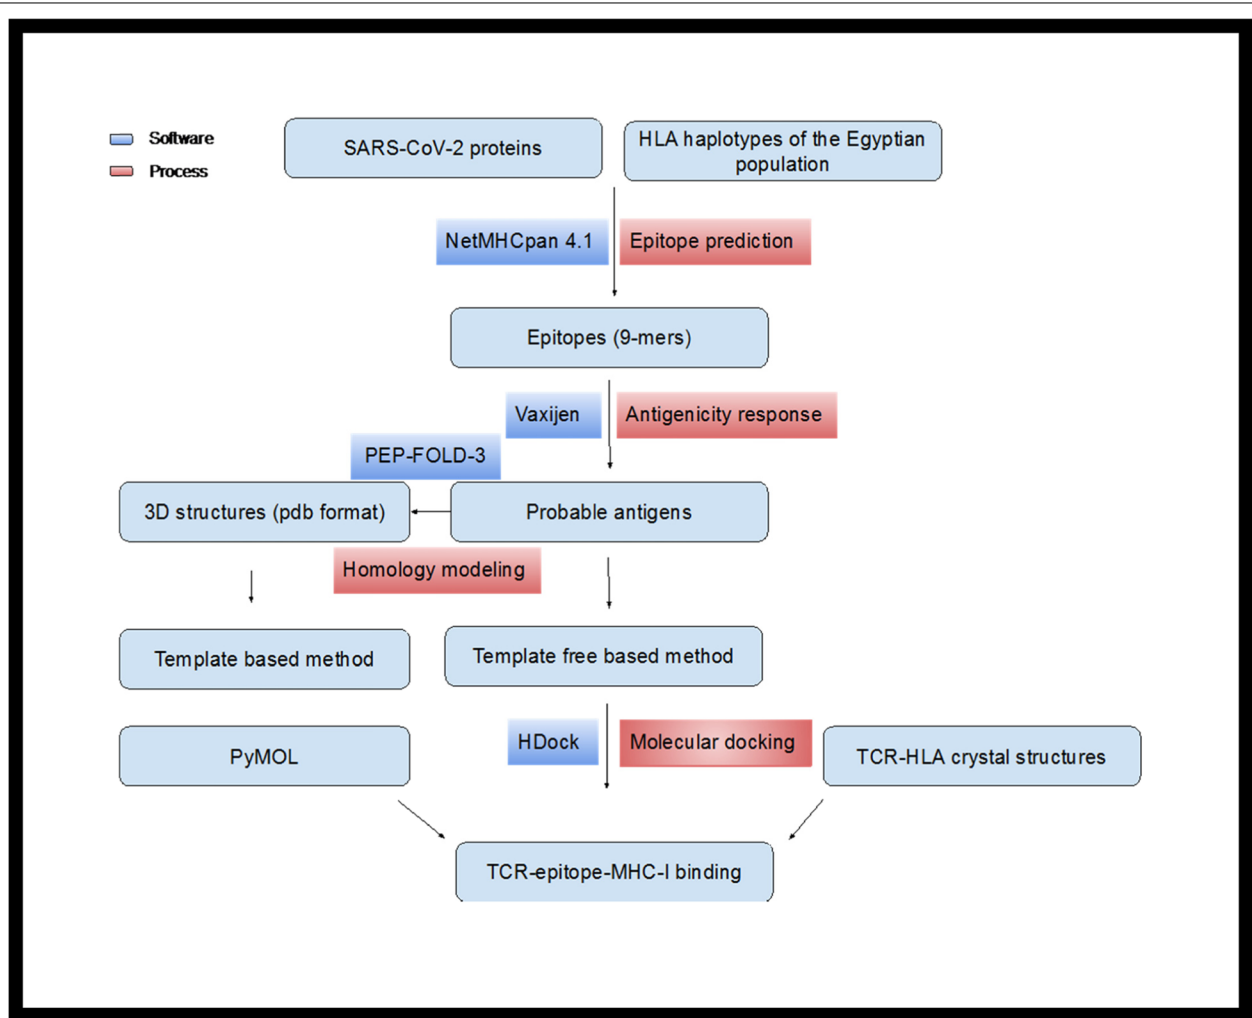 Software
Process
SARS-CoV-2 proteins
HLA haplotypes of the Egyptian
population
NetMHCpan 4.1
Epitope prediction
Epitopes (9-mers)
Vaxijen
Antigenicity response
PEP-FOLD-3
3D structures (pdb format)
Probable antigens
Homology modeling
Template based method
Template free based method
PyMOL
HDock
Molecular docking
TCR-HLA crystal structures
TCR-epitope-MHC-I binding